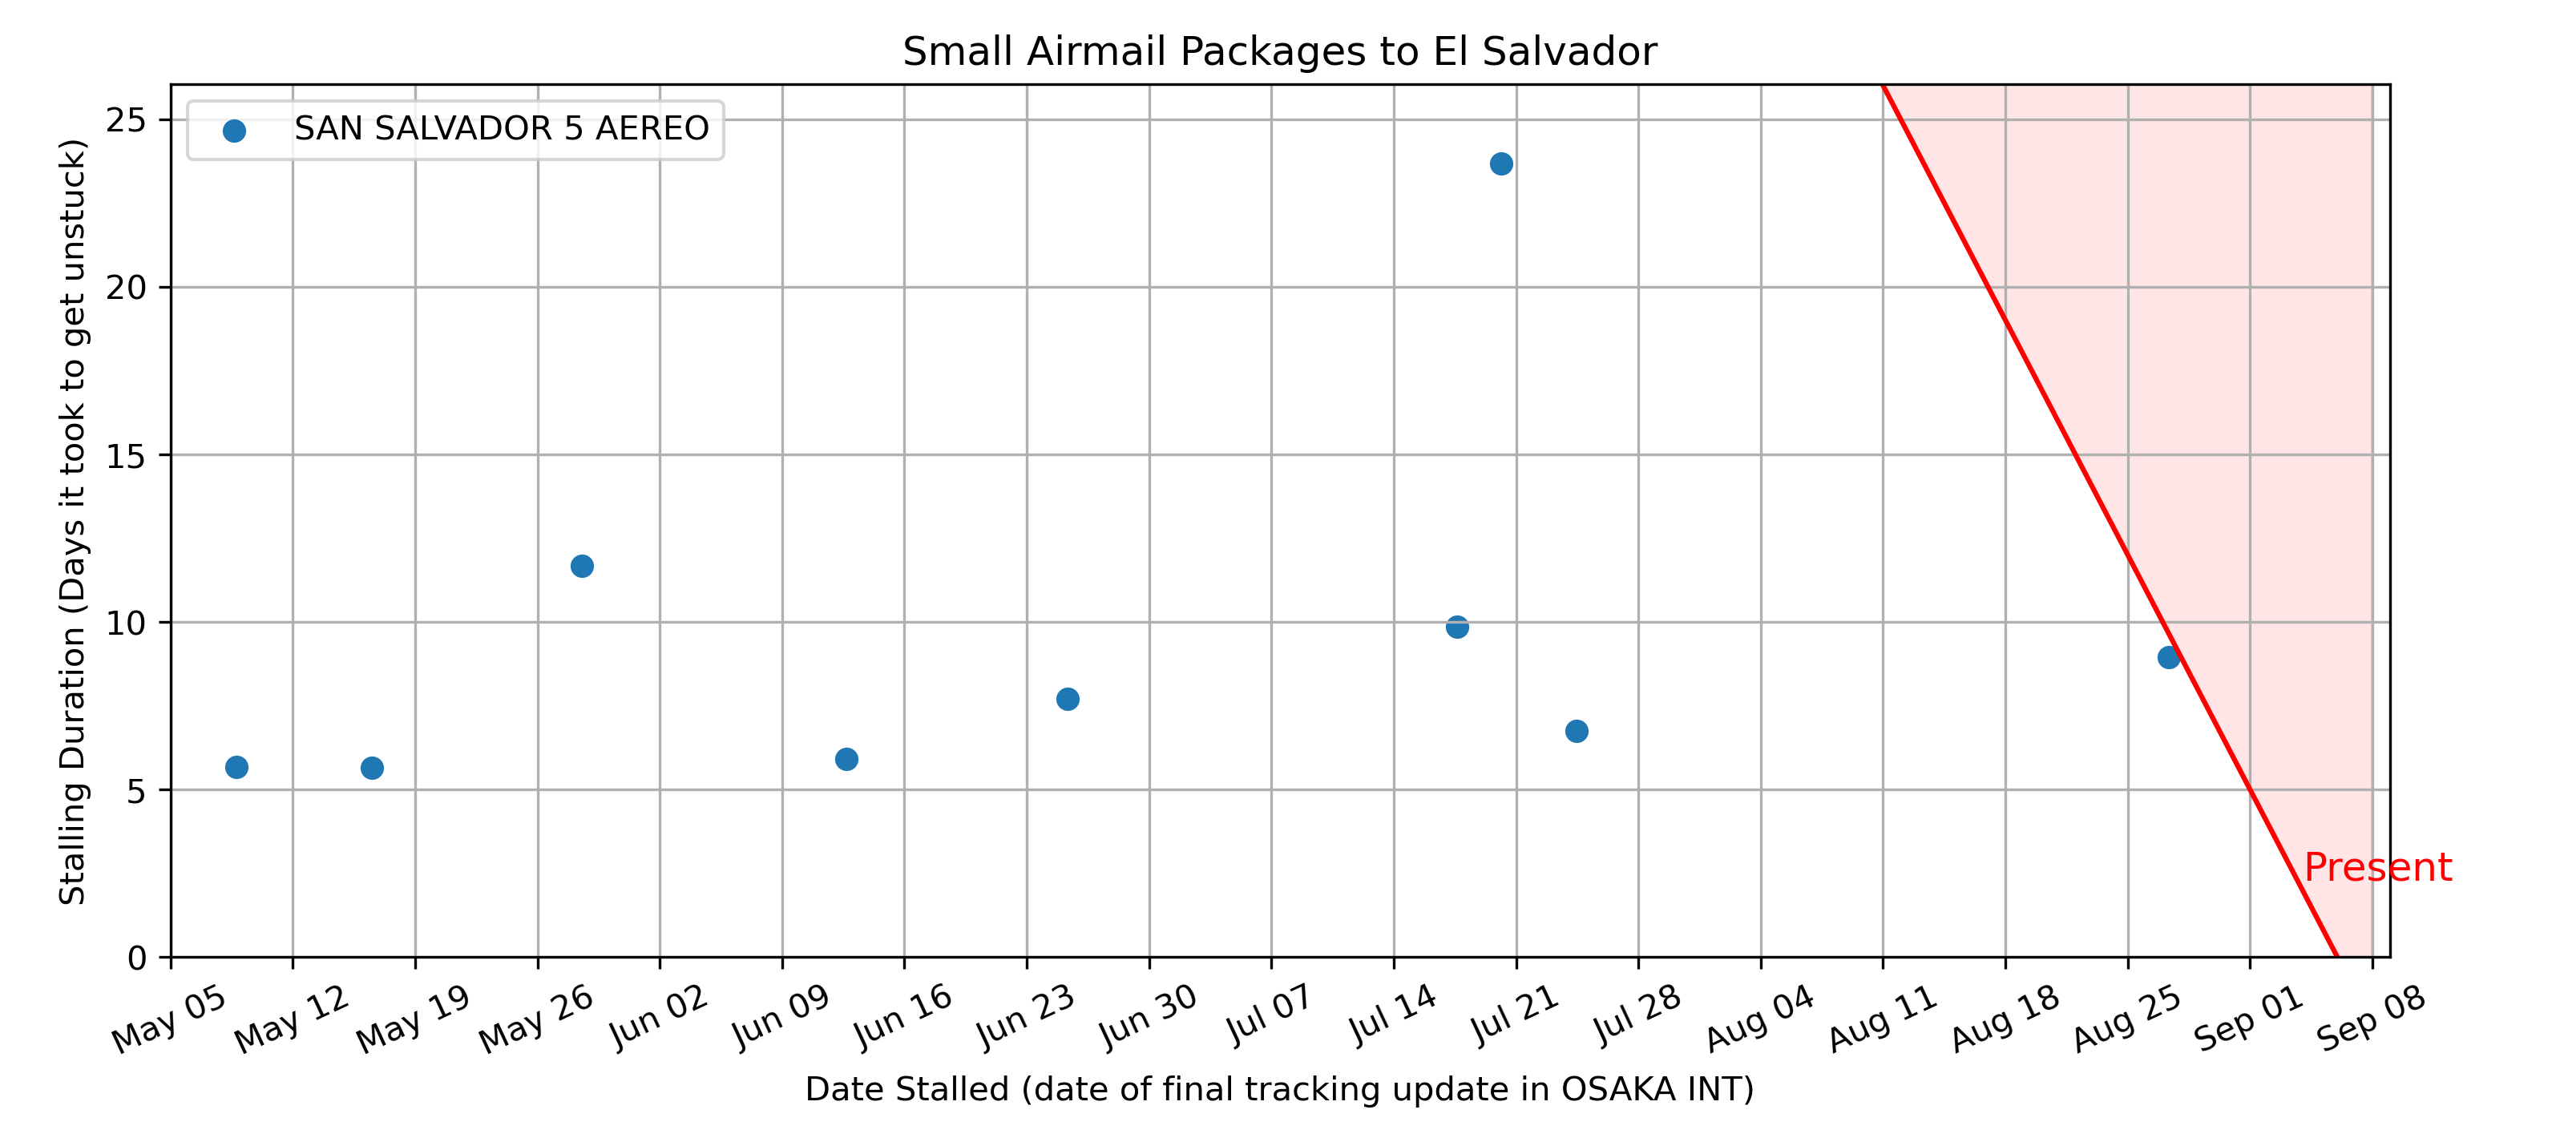 Small Airmail Packages to El Salvador
SAN SALVADOR 5 AEREO
Stalling Duration (Days it took to get unstuck)
25
20
15
10
5
0
Present
May 05
May 12
May 19
May 26
Jun 02
Jun 09
Jun 16
Jun 23
Jun 30
Jul 07
Jul 14
Jul 21
Jul 28
Aug 04
Aug 11
Aug 18
Aug 25
Sep 01
Sep 08
Date Stalled (date of final tracking update in OSAKA INT)